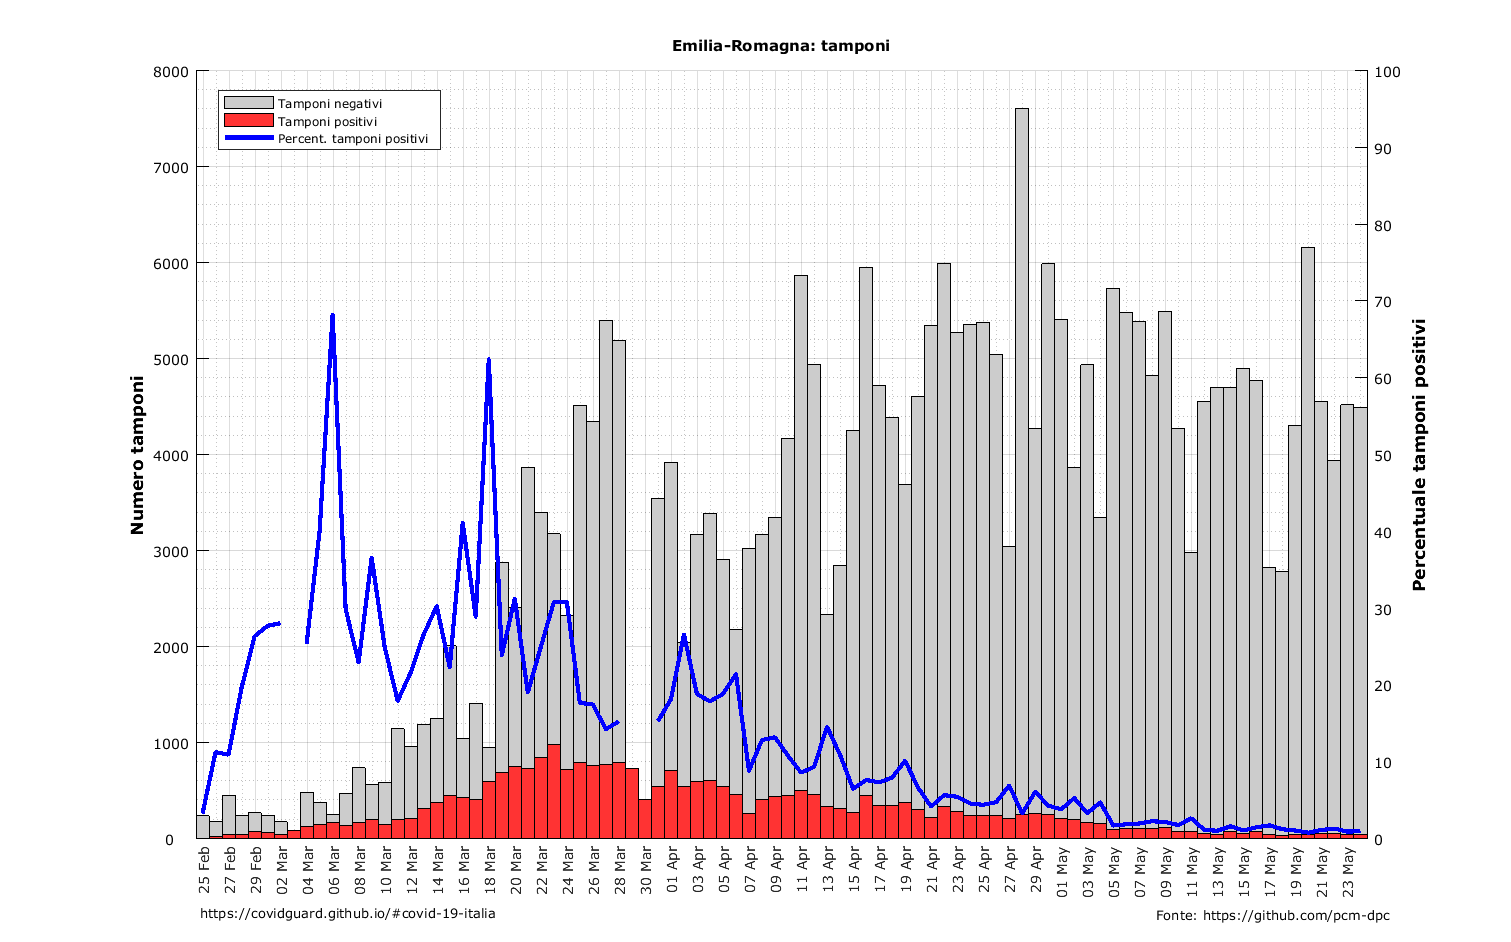 Emilia-Romagna: tamponi
Tamponi negativi
Tamponi positivi
Percent. tamponi positivi
Numero tamponi
8000
7000
6000
5000
4000
3000
2000
1000
0
Percentuale tamponi positivi
100
90
80
70
60
50
40
30
20
10
0
25 Feb
27 Feb
29 Feb
02 Mar
04 Mar
06 Mar
08 Mar
10 Mar
12 Mar
14 Mar
16 Mar
18 Mar
20 Mar
22 Mar
24 Mar
26 Mar
28 Mar
30 Mar
01 Apr
03 Apr
05 Apr
07 Apr
09 Apr
11 Apr
13 Apr
15 Apr
17 Apr
19 Apr
21 Apr
23 Apr
25 Apr
27 Apr
29 Apr
01 May
03 May
05 May
07 May
09 May
11 May
13 May
15 May
17 May
19 May
21 May
23 May
https://covidguard.github.io/#covid-19-italia
Fonte: https://github.com/pcm-dpc